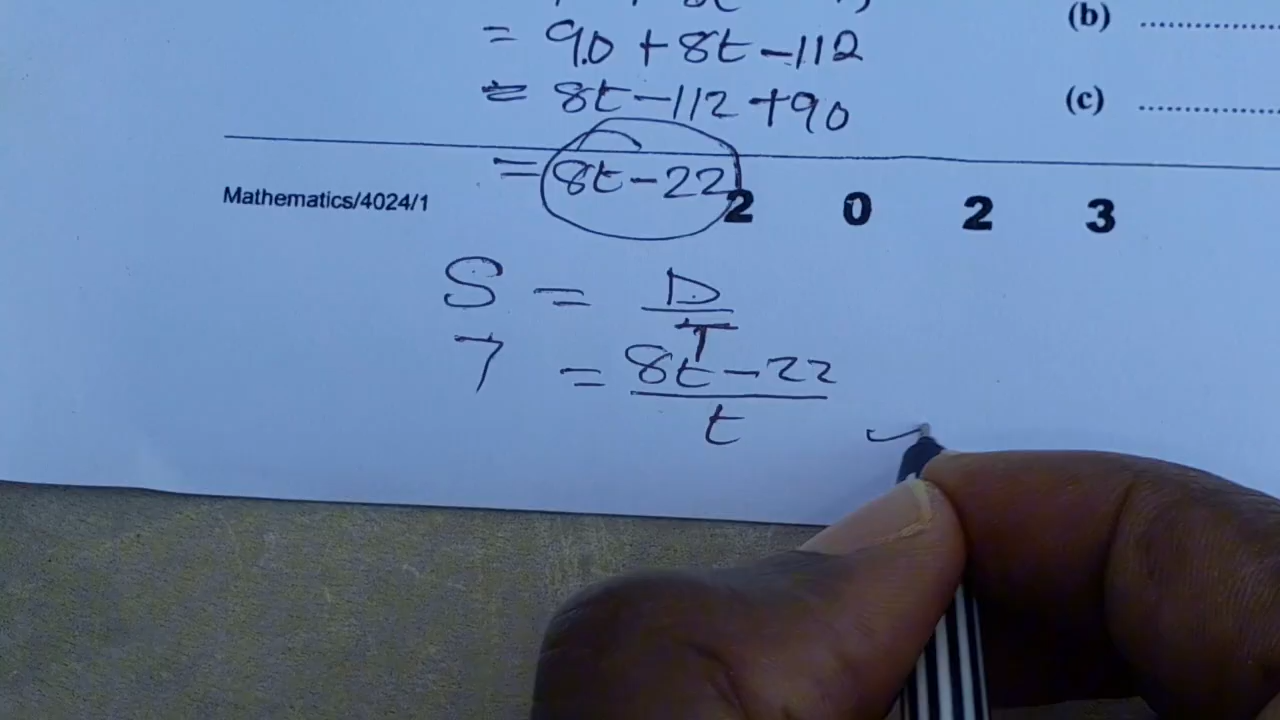 (b) ..............
= 90 + 8t - 112
= 8t - 112 + 90
(c) ..............
= 8t - 22
Mathematics/4024/1
2 0 2 3
S = D/T
7 = 8t - 22/t